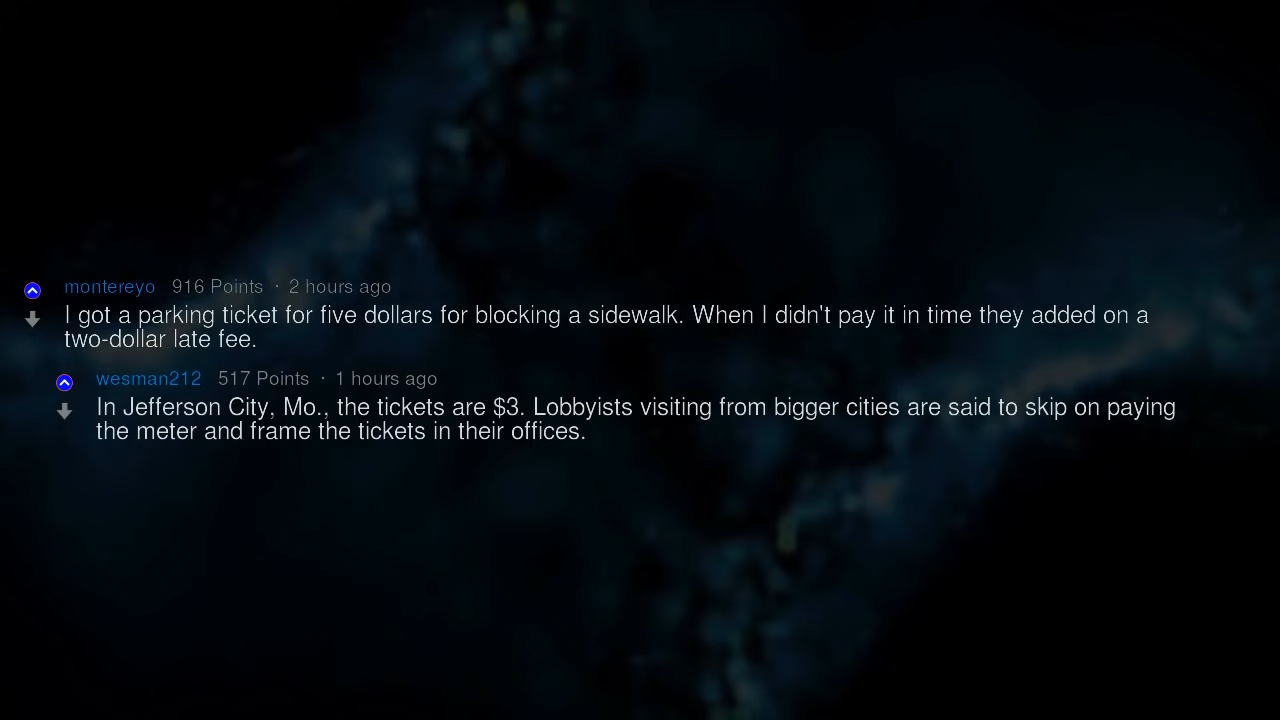 montereyo 916 Points · 2 hours ago
I got a parking ticket for five dollars for blocking a sidewalk. When I didn't pay it in time they added on a
two-dollar late fee.
wesman212 517 Points · 1 hours ago
In Jefferson City, Mo., the tickets are $3. Lobbyists visiting from bigger cities are said to skip on paying
the meter and frame the tickets in their offices.